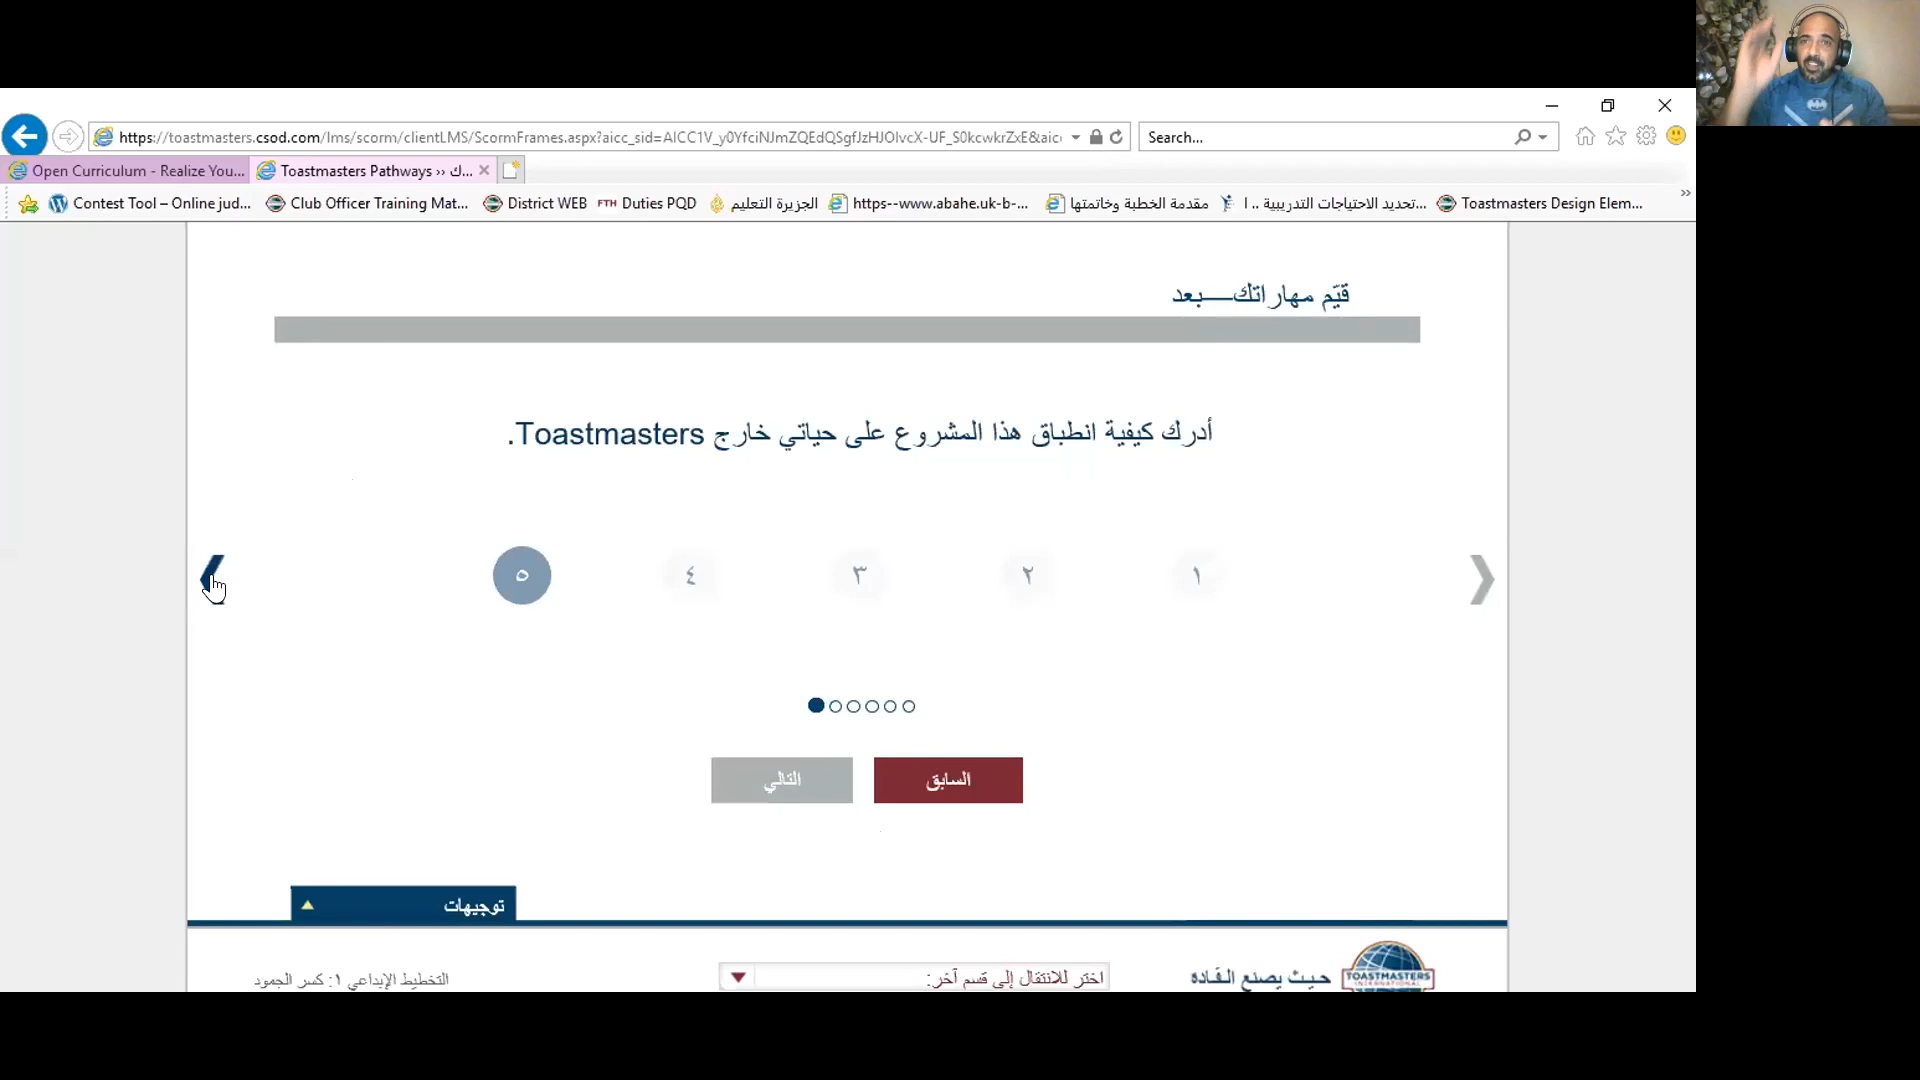 https://toastmasters.csod.com/lms/scorm/clientLMS/ScormFrames.aspx?aicc_sid=AICC1V_y0YfciNJmZQEdQSgfJzHJOlvcX-UF_S0kcwkrZxE&aicc
Search...
Open Curriculum - Realize You...
Toastmasters Pathways ›› ك...
Contest Tool – Online jud...
Club Officer Training Mat...
District WEB
FTH Duties PQD
الجزيرة التعليم
https--www.abahe.uk-b-...
مقدمة الخطبة وخاتمتها
تحديد الاحتياجات التدريبية .. ا...
Toastmasters Design Elem...
قيّم مهاراتك—بعد
أدرك كيفية انطباق هذا المشروع على حياتي خارج Toastmasters.
١ ٢ ٣ ٤ ٥
السابق
التالي
توجيهات
TOASTMASTERS
INTERNATIONAL
حيث يصنع القادة
اختر للانتقال إلى قسم آخر:
التخطيط الإبداعي ١: كسر الجمود